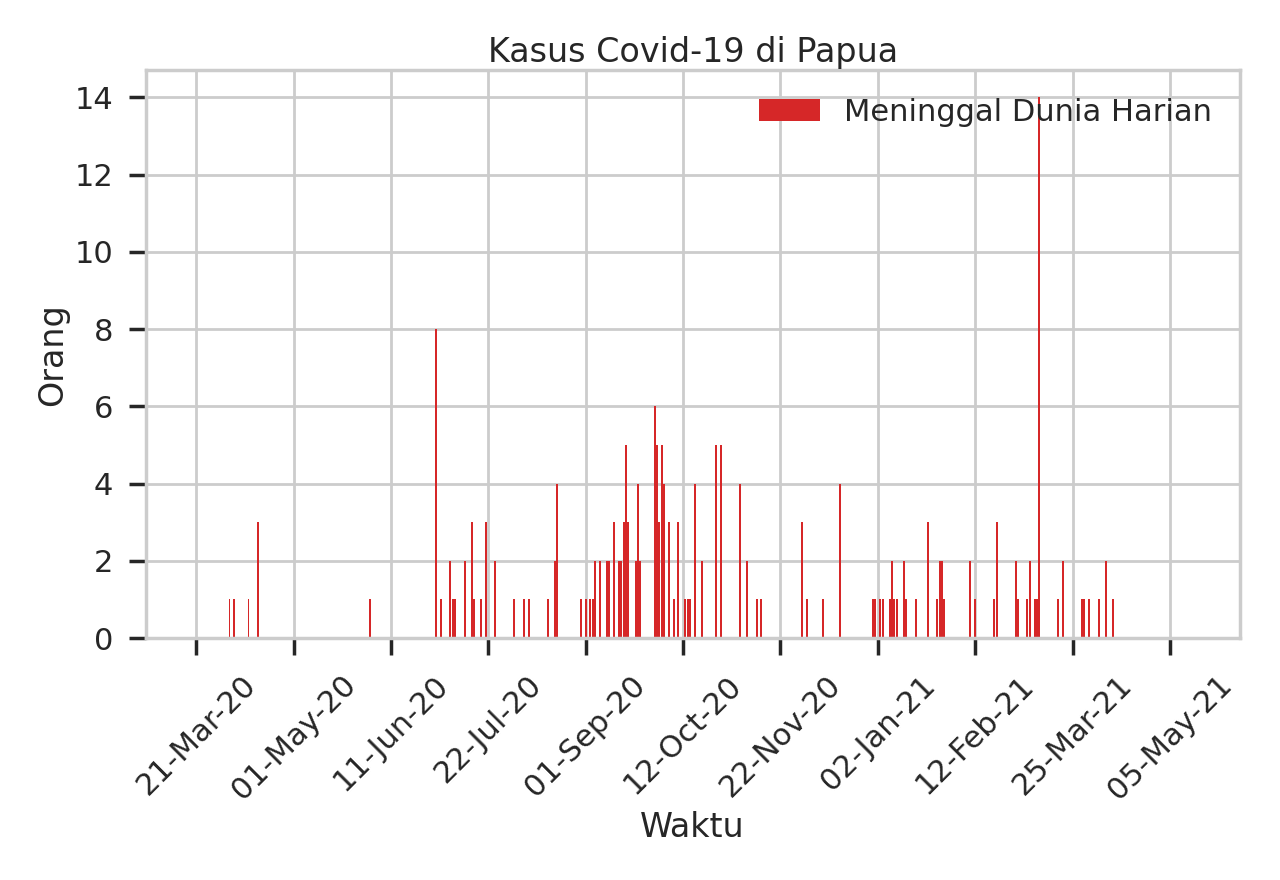 Kasus Covid-19 di Papua
Meninggal Dunia Harian
Orang
14
12
10
8
6
4
2
0
21-Mar-20
01-May-20
11-Jun-20
22-Jul-20
01-Sep-20
12-Oct-20
22-Nov-20
02-Jan-21
12-Feb-21
25-Mar-21
05-May-21
Waktu